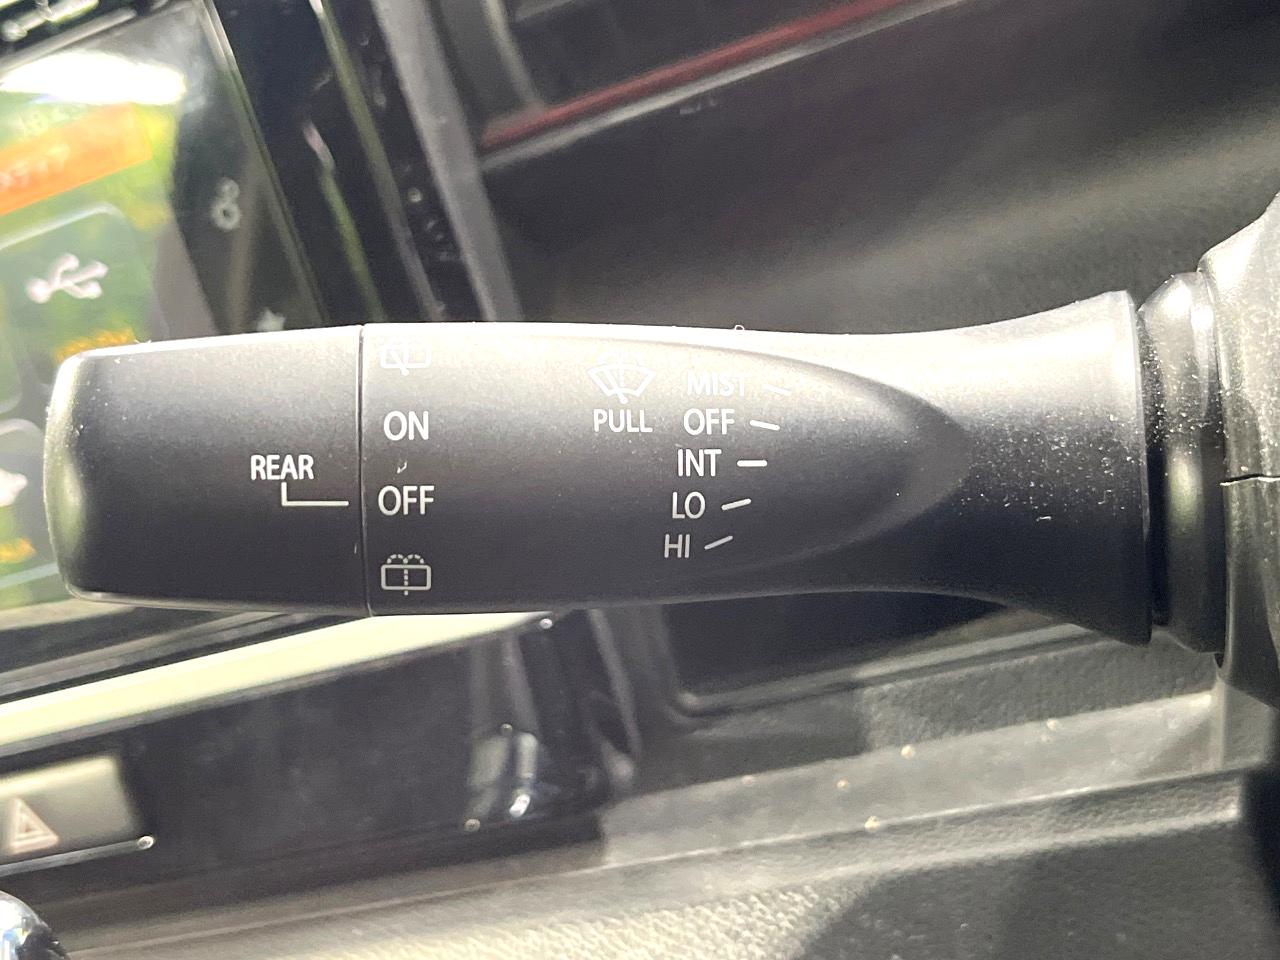 REAR
ON
OFF
PULL
MIST
OFF
INT
LO
HI